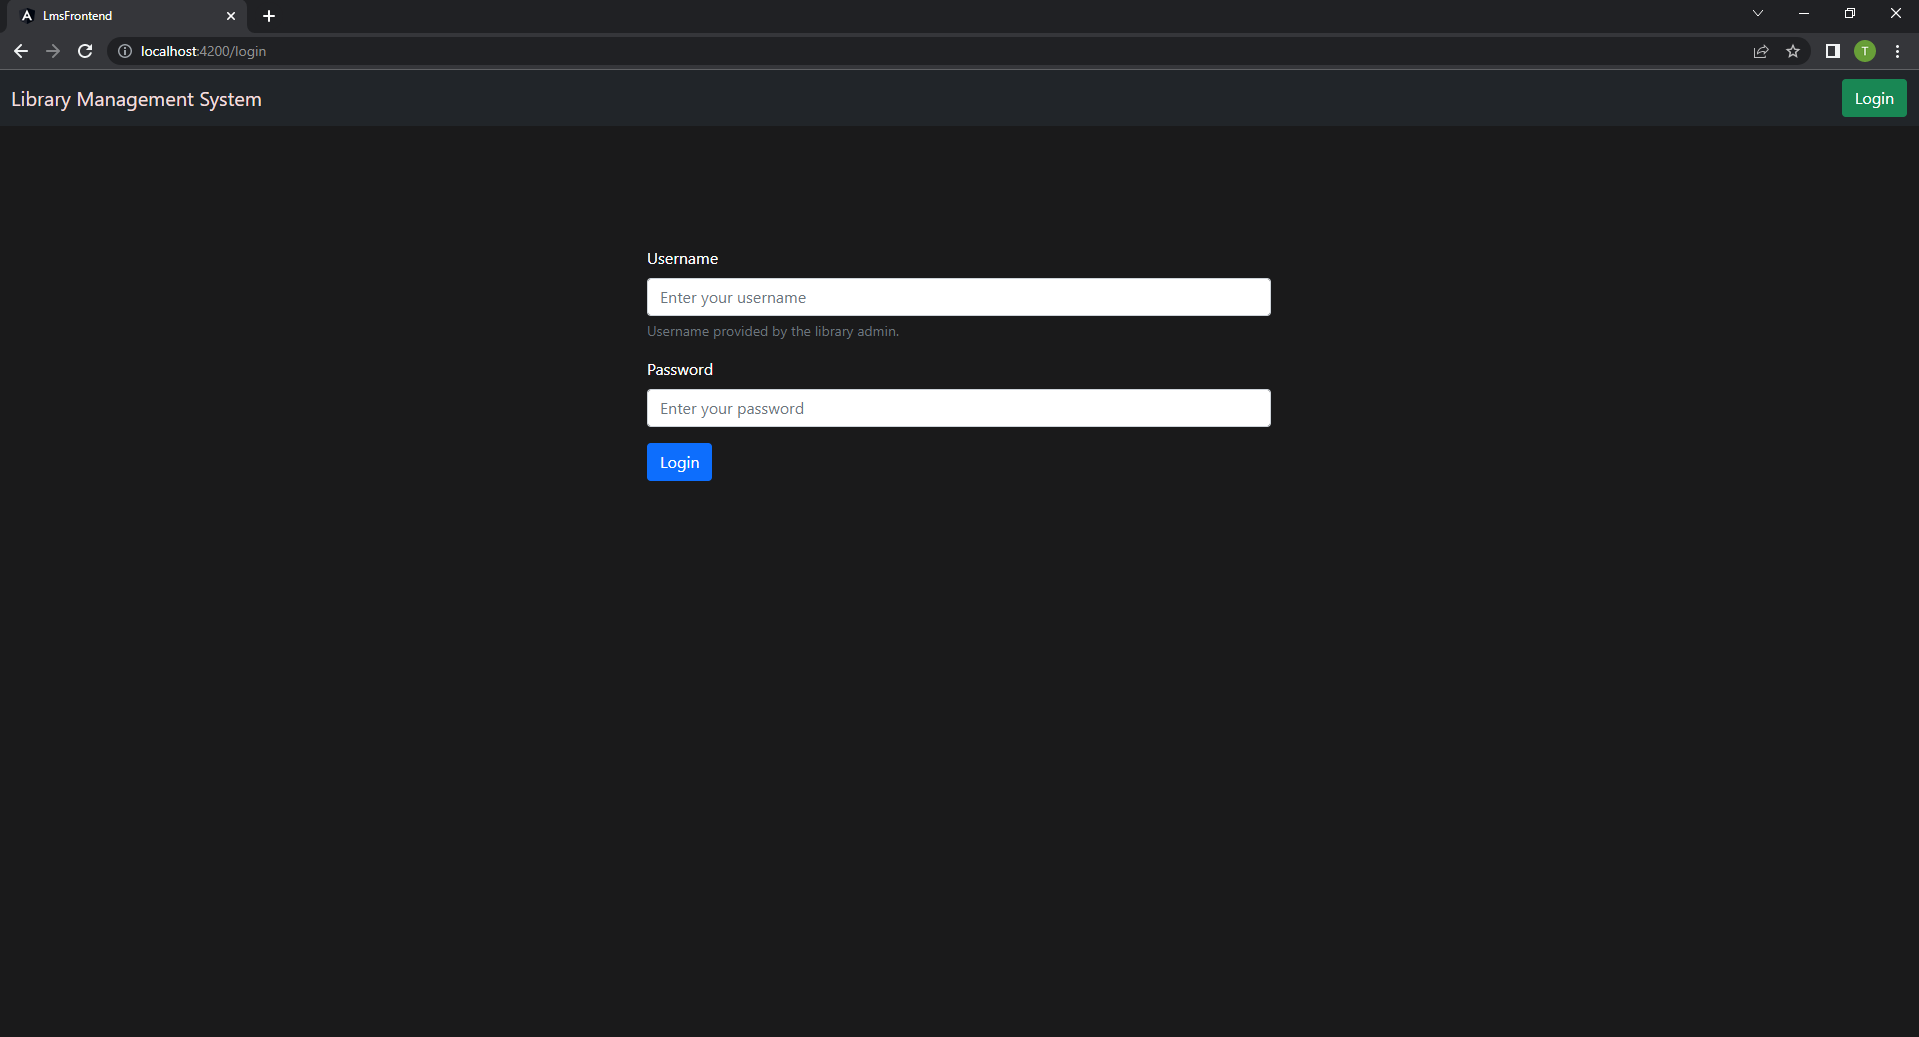 LmsFrontend
localhost:4200/login
T
Library Management System
Login
Username
Enter your username
Username provided by the library admin.
Password
Enter your password
Login